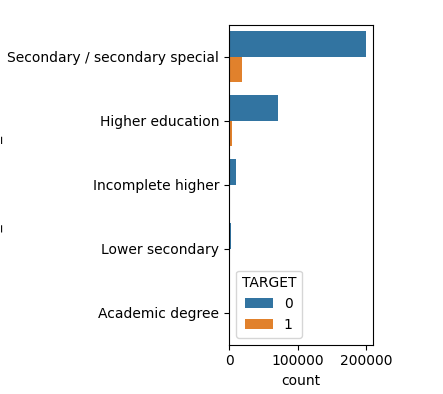 Secondary / secondary special
Higher education
Incomplete higher
Lower secondary
Academic degree
TARGET
0
1
0 100000 200000
count